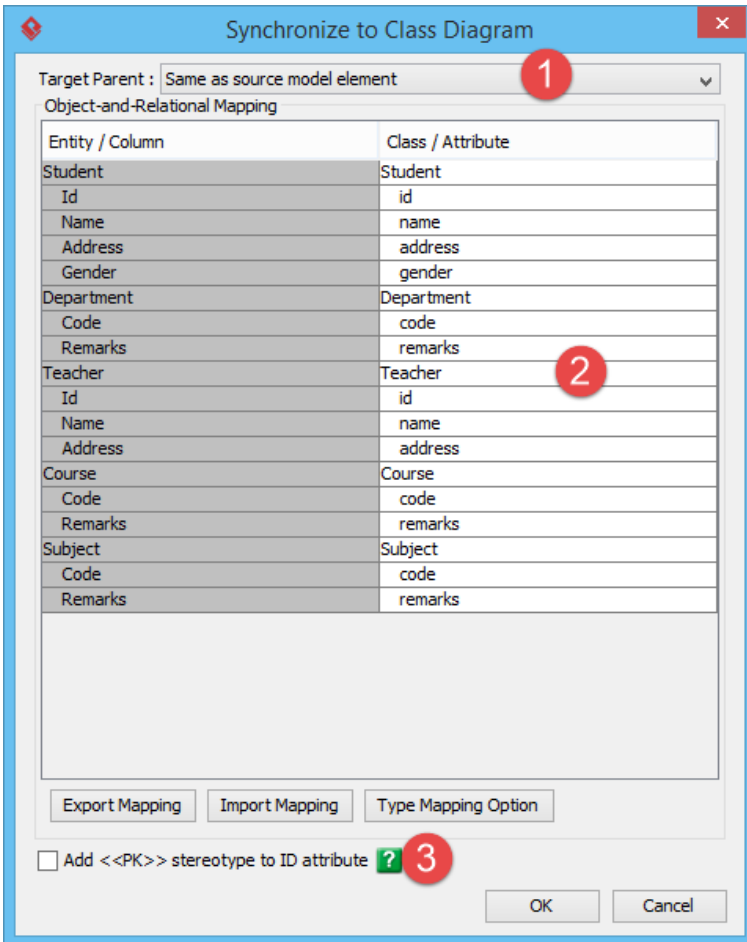 Synchronize to Class Diagram
Target Parent : Same as source model element 1
Object-and-Relational Mapping
Entity / Column Class / Attribute
Student Student
Id id
Name name
Address address
Gender gender
Department Department
Code code
Remarks remarks
Teacher Teacher 2
Id id
Name name
Address address
Course Course
Code code
Remarks remarks
Subject Subject
Code code
Remarks remarks
Export Mapping Import Mapping Type Mapping Option
Add <<PK>> stereotype to ID attribute ? 3
OK Cancel